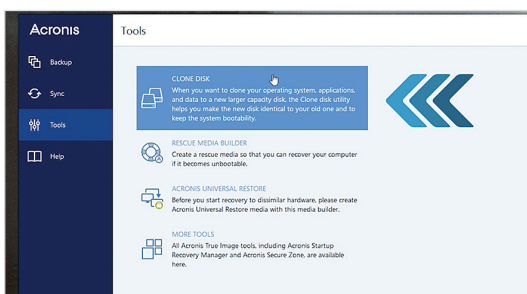 Acronis
Tools
Backup
Sync
Tools
Help
CLONE DISK
When you want to clone your operating system, applications,
and data to a new larger capacity disk, the Clone disk utility
helps you make the new disk identical to your old one and to
keep the system bootability.
RESCUE MEDIA BUILDER
Create a rescue media so that you can recover your computer
if it becomes unbootable.
ACRONIS UNIVERSAL RESTORE
Before you start recovery to dissimilar hardware, please create
Acronis Universal Restore media with this media builder.
MORE TOOLS
All Acronis True Image tools, including Acronis Startup
Recovery Manager and Acronis Secure Zone, are available
here.